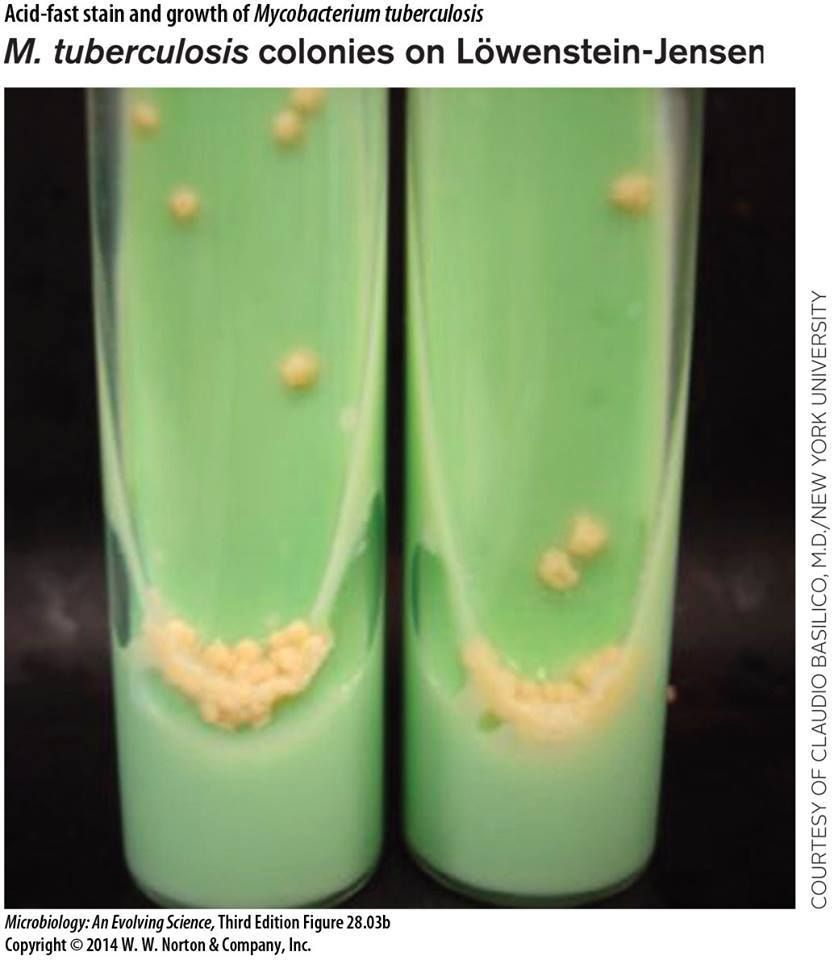 Acid-fast stain and growth of Mycobacterium tuberculosis
M. tuberculosis colonies on Löwenstein-Jensen
COURTESY OF CLAUDIO BASILICO, M.D./NEW YORK UNIVERSITY
Microbiology: An Evolving Science, Third Edition Figure 28.03b
Copyright © 2014 W. W. Norton & Company, Inc.